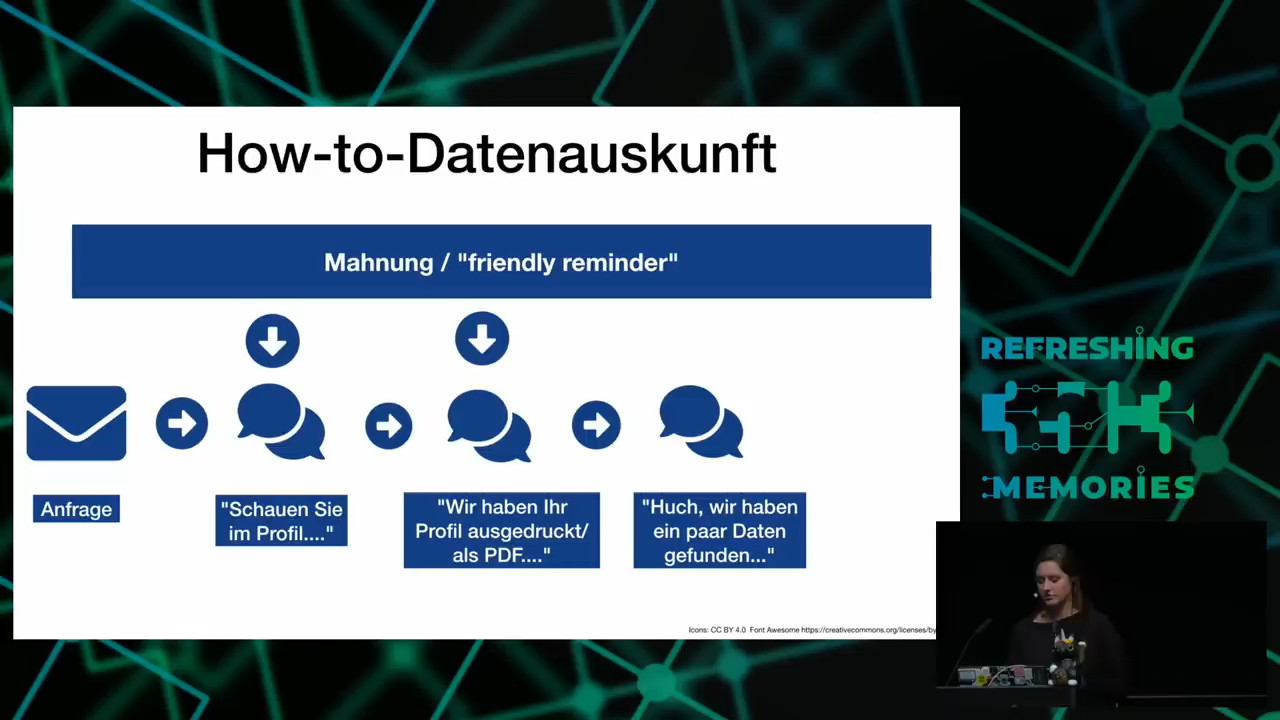 How-to-Datenauskunft
Mahnung / "friendly reminder"
Anfrage
"Schauen Sie
im Profil...."
"Wir haben Ihr
Profil ausgedruckt/
als PDF...."
"Huch, wir haben
ein paar Daten
gefunden..."
Icons: CC BY 4.0 Font Awesome https://creativecommons.org/licenses/by
REFRESHING
MEMORIES